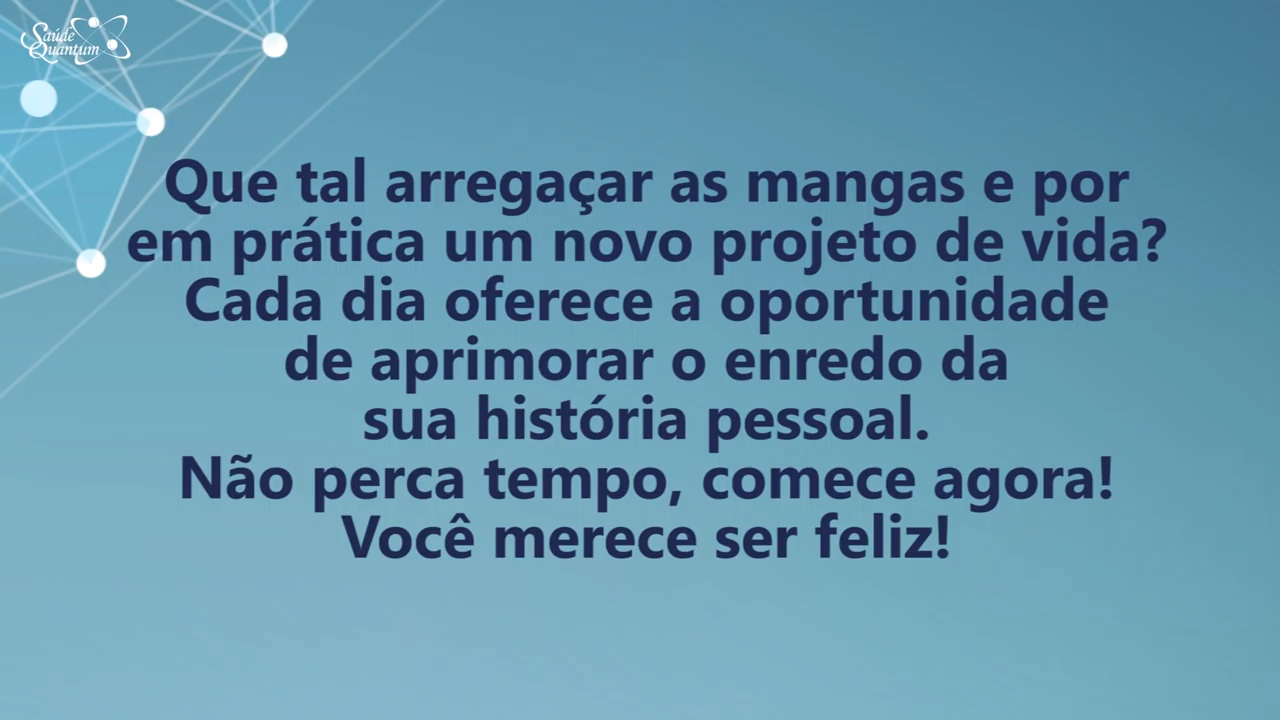 Saúde
Quantum
Que tal arregaçar as mangas e por
em prática um novo projeto de vida?
Cada dia oferece a oportunidade
de aprimorar o enredo da
sua história pessoal.
Não perca tempo, comece agora!
Você merece ser feliz!